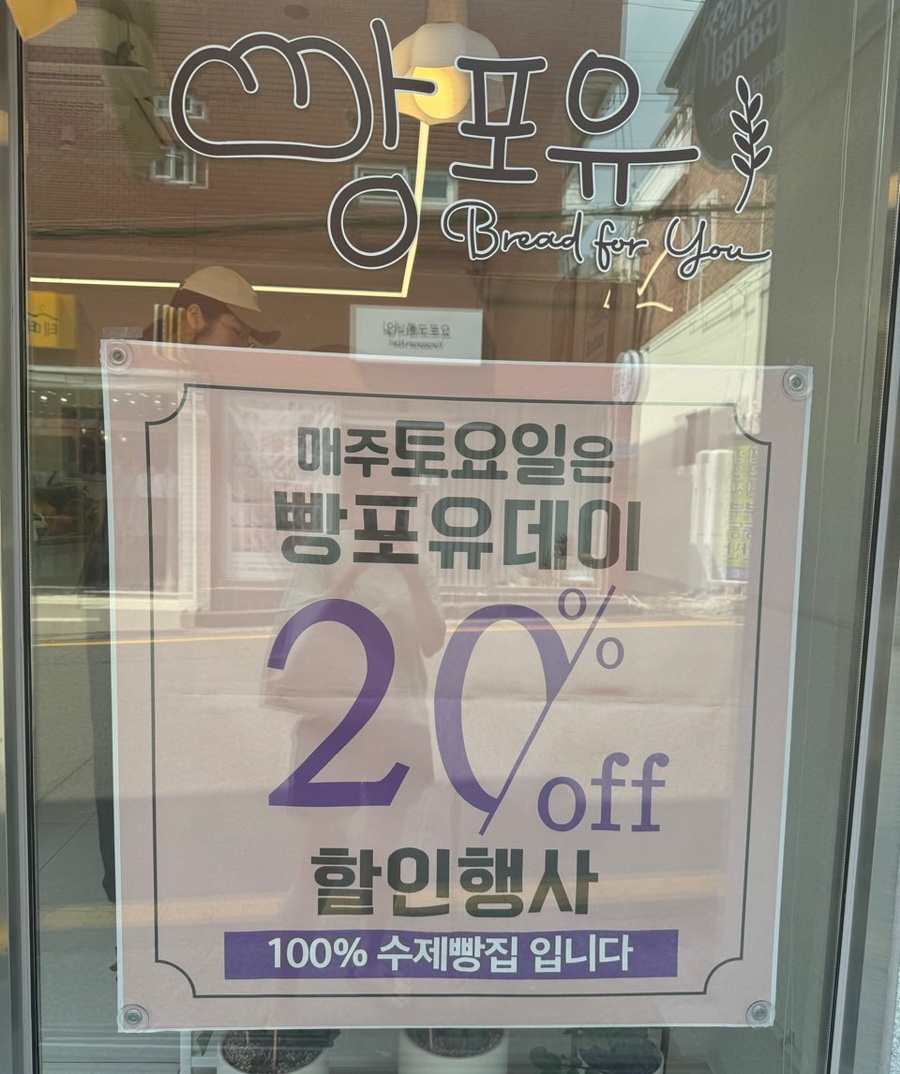 빵포유
Bread for You
매주토요일은
빵포유데이
20% off
할인행사
100% 수제빵집 입니다